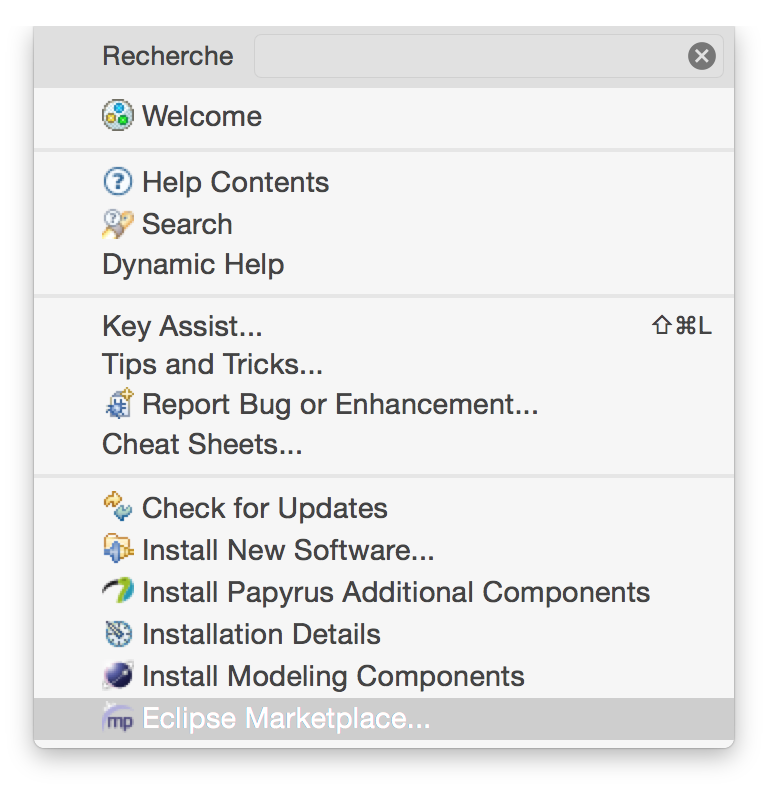 Recherche
Welcome
Help Contents
Search
Dynamic Help
Key Assist... ⇧⌘L
Tips and Tricks...
Report Bug or Enhancement...
Cheat Sheets...
Check for Updates
Install New Software...
Install Papyrus Additional Components
Installation Details
Install Modeling Components
mp Eclipse Marketplace...